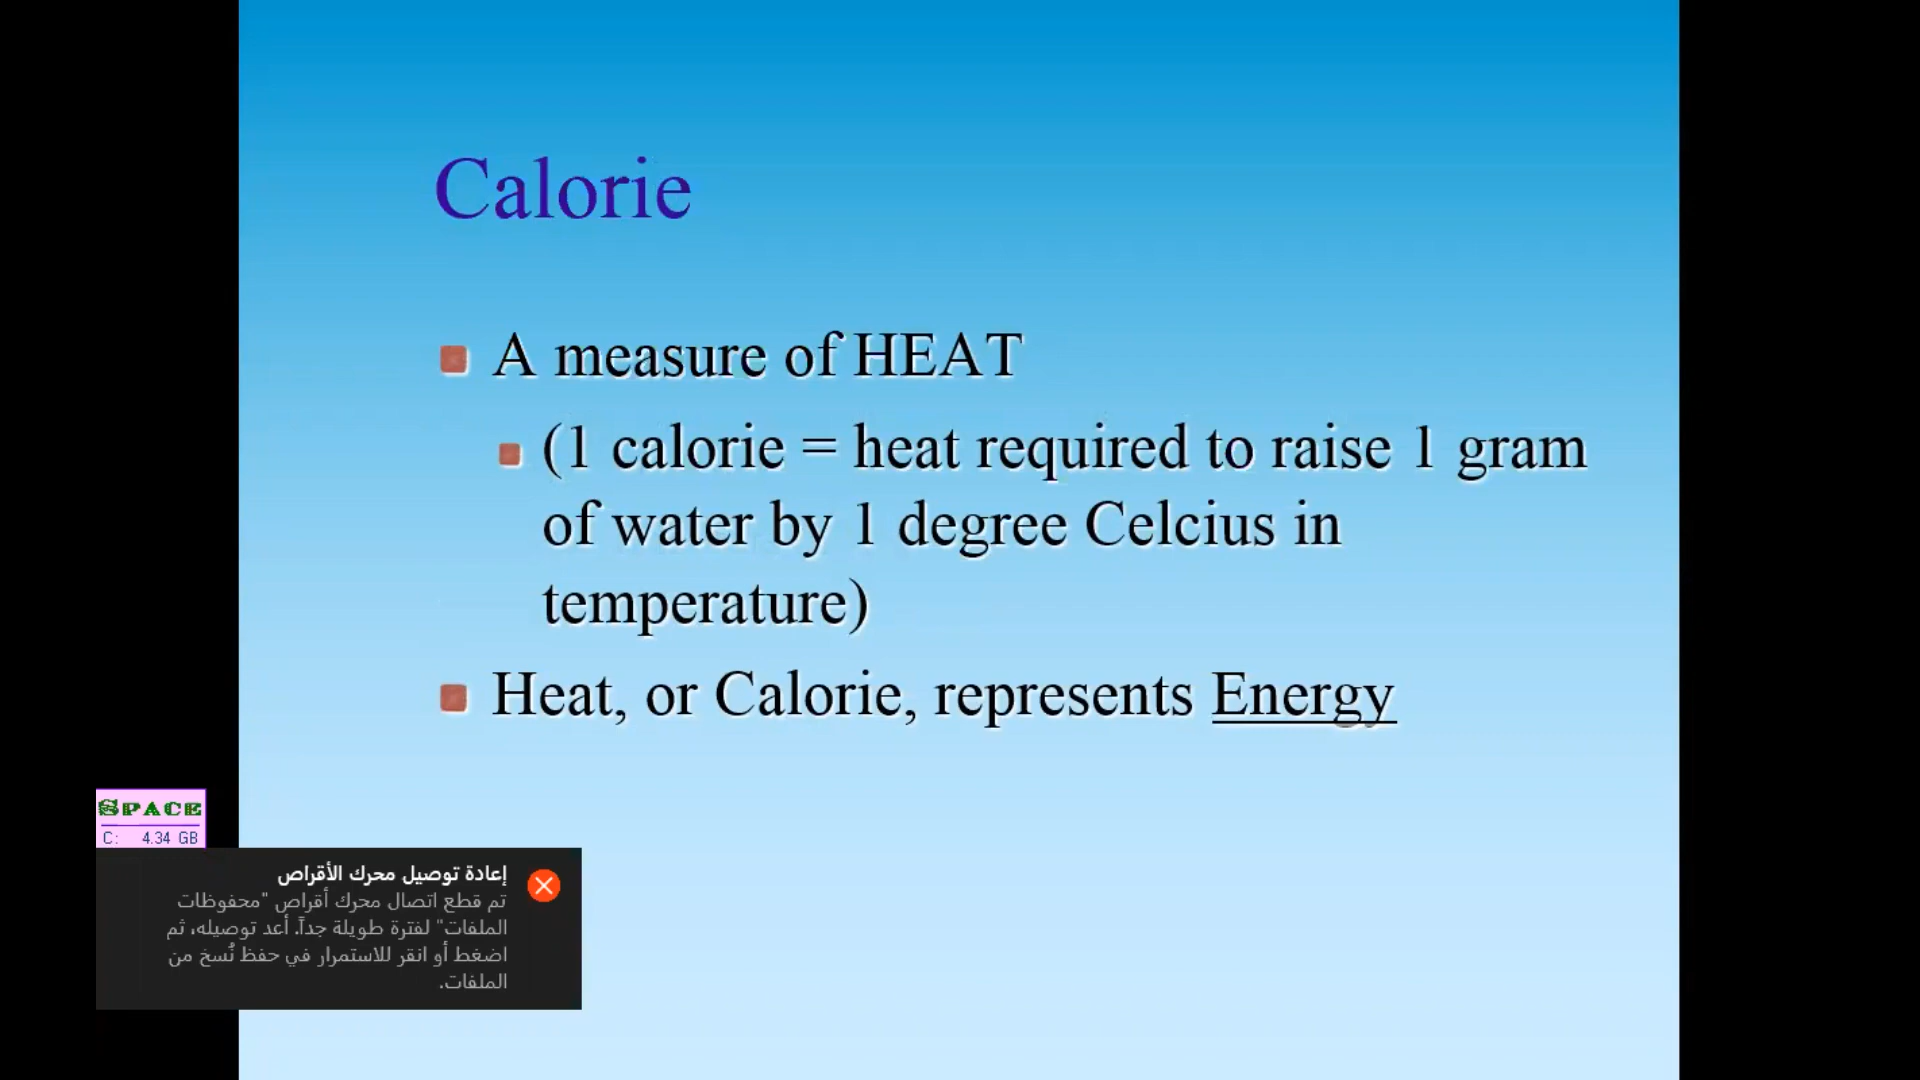 Calorie
A measure of HEAT
(1 calorie = heat required to raise 1 gram
of water by 1 degree Celcius in
temperature)
Heat, or Calorie, represents Energy
SPACE
C: 4.34 GB
إعادة توصيل محرك الأقراص
تم قطع اتصال محرك أقراص "محفوظات
الملفات" لفترة طويلة جداً. أعد توصيله، ثم
اضغط أو انقر للاستمرار في حفظ نُسخ من
الملفات.